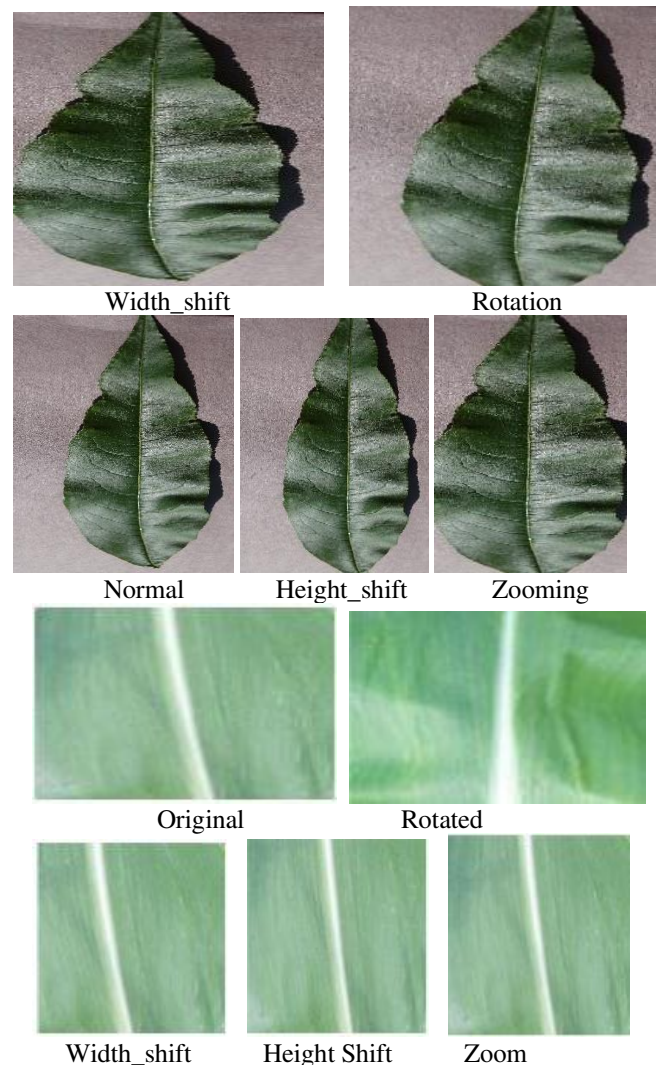 Width_shift Rotation
Normal Height_shift Zooming
Original Rotated
Width_shift Height Shift Zoom